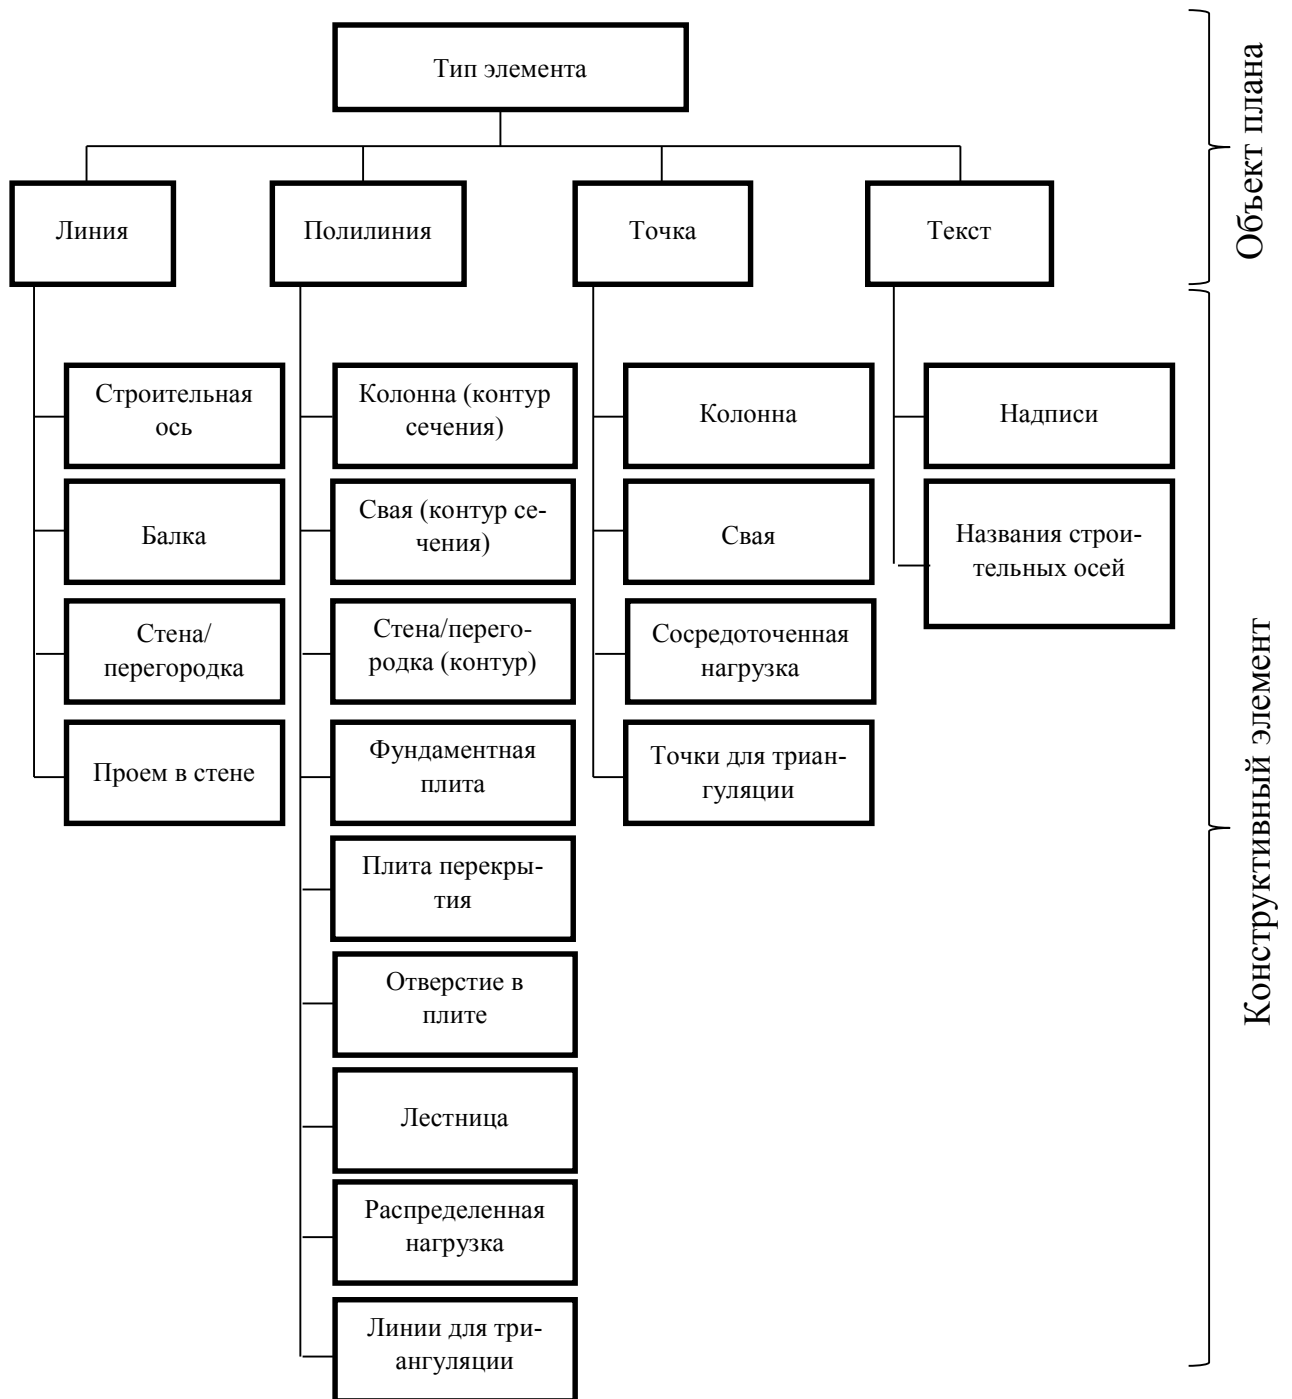 Тип элемента
Линия
Полилиния
Точка
Текст
Объект плана
Строительная
ось
Балка
Стена/
перегородка
Проем в стене
Колонна (контур
сечения)
Свая (контур се-
чения)
Стена/перего-
родка (контур)
Фундаментная
плита
Плита перекры-
тия
Отверстие в
плите
Лестница
Распределенная
нагрузка
Линии для три-
ангуляции
Колонна
Свая
Сосредоточенная
нагрузка
Точки для триан-
гуляции
Надписи
Названия строи-
тельных осей
Конструктивный элемент